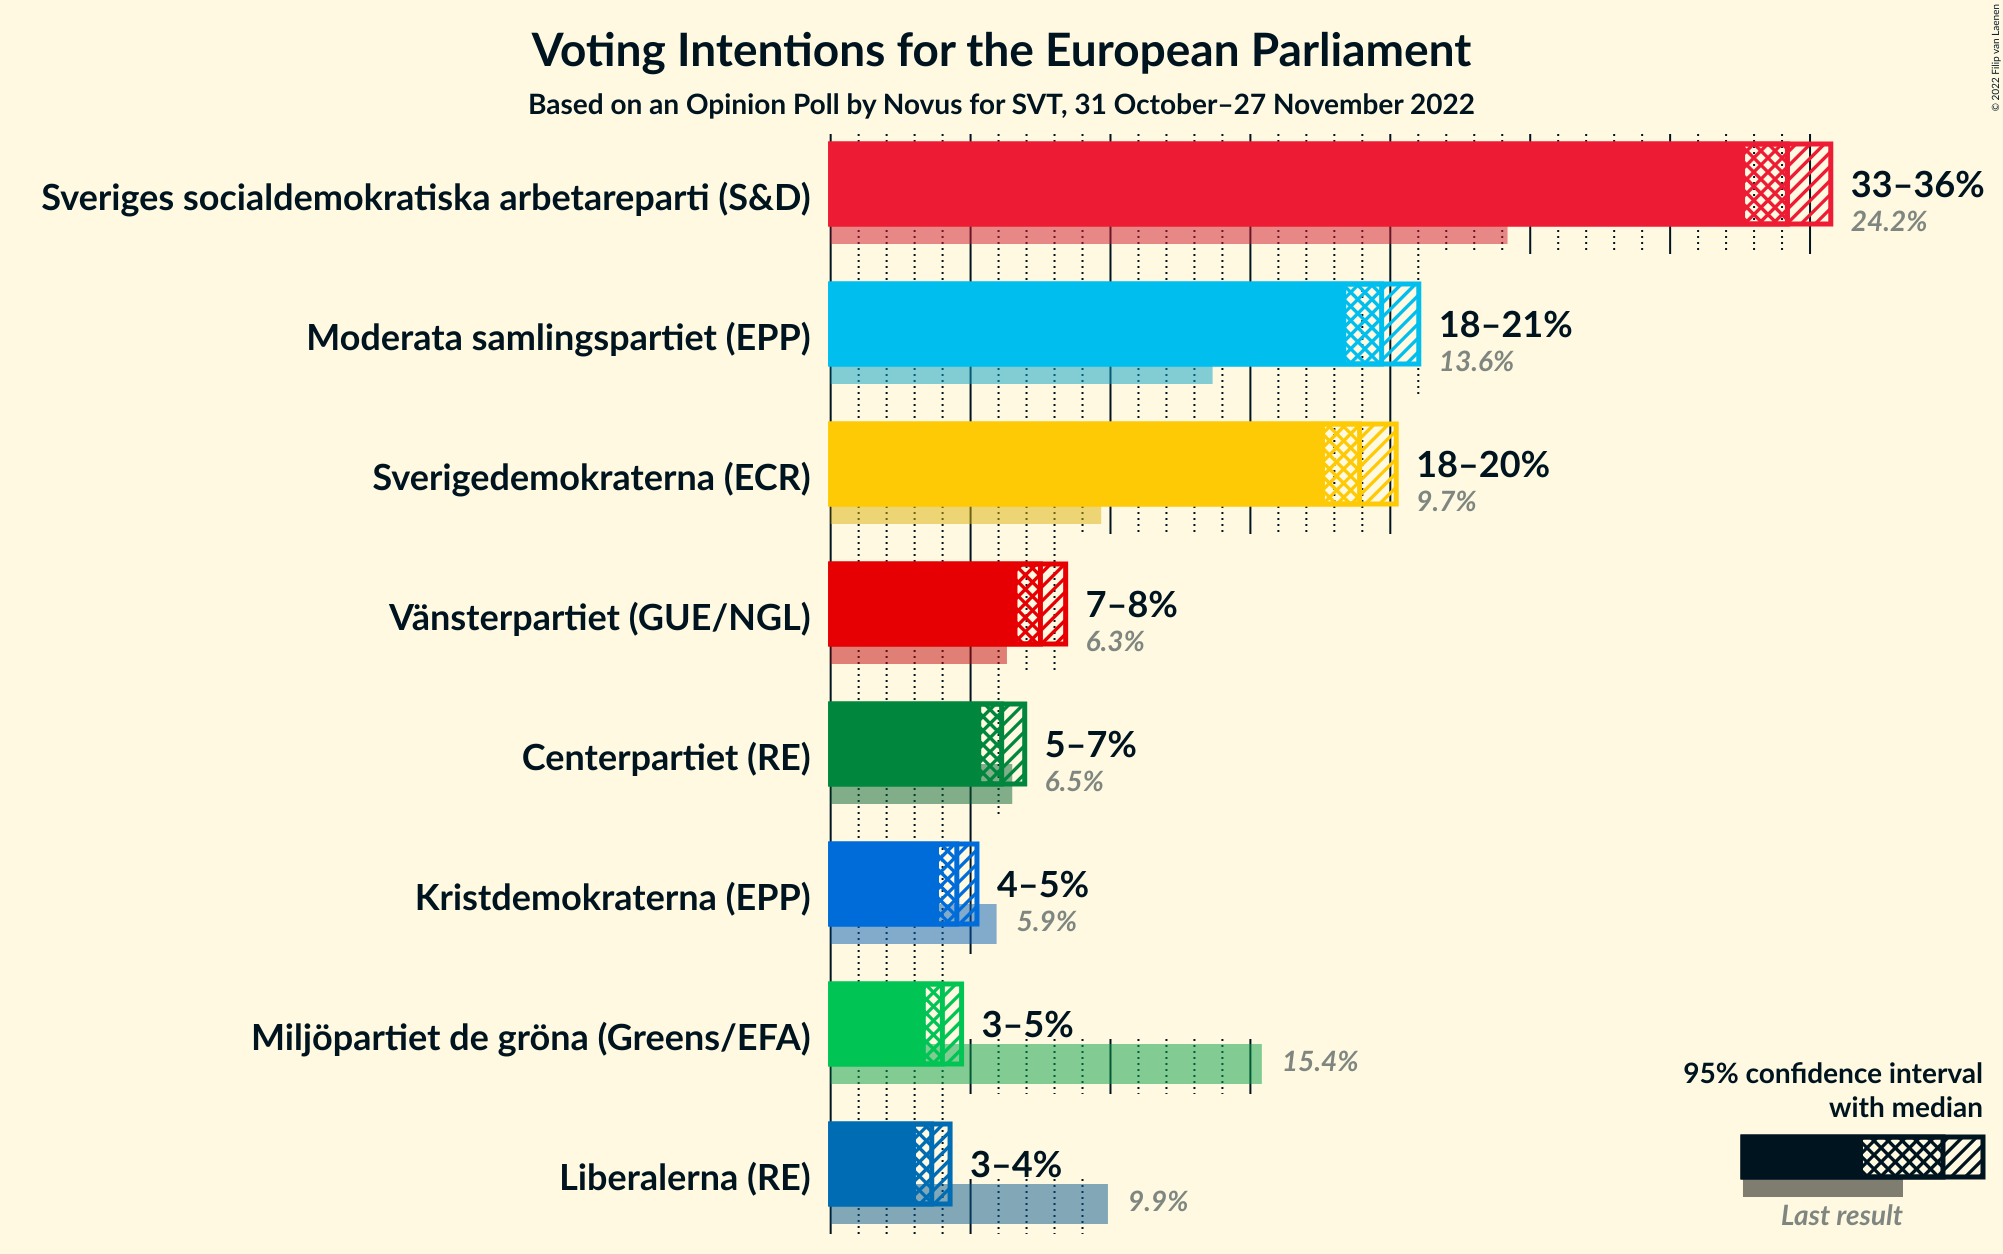 Voting Intentions for the European Parliament
Based on an Opinion Poll by Novus for SVT, 31 October–27 November 2022
© 2022 Filip van Laenen
Sveriges socialdemokratiska arbetareparti (S&D)
33–36%
24.2%
Moderata samlingspartiet (EPP)
18–21%
13.6%
Sverigedemokraterna (ECR)
18–20%
9.7%
Vänsterpartiet (GUE/NGL)
7–8%
6.3%
Centerpartiet (RE)
5–7%
6.5%
Kristdemokraterna (EPP)
4–5%
5.9%
Miljöpartiet de gröna (Greens/EFA)
3–5%
15.4%
Liberalerna (RE)
3–4%
9.9%
95% confidence interval
with median
Last result